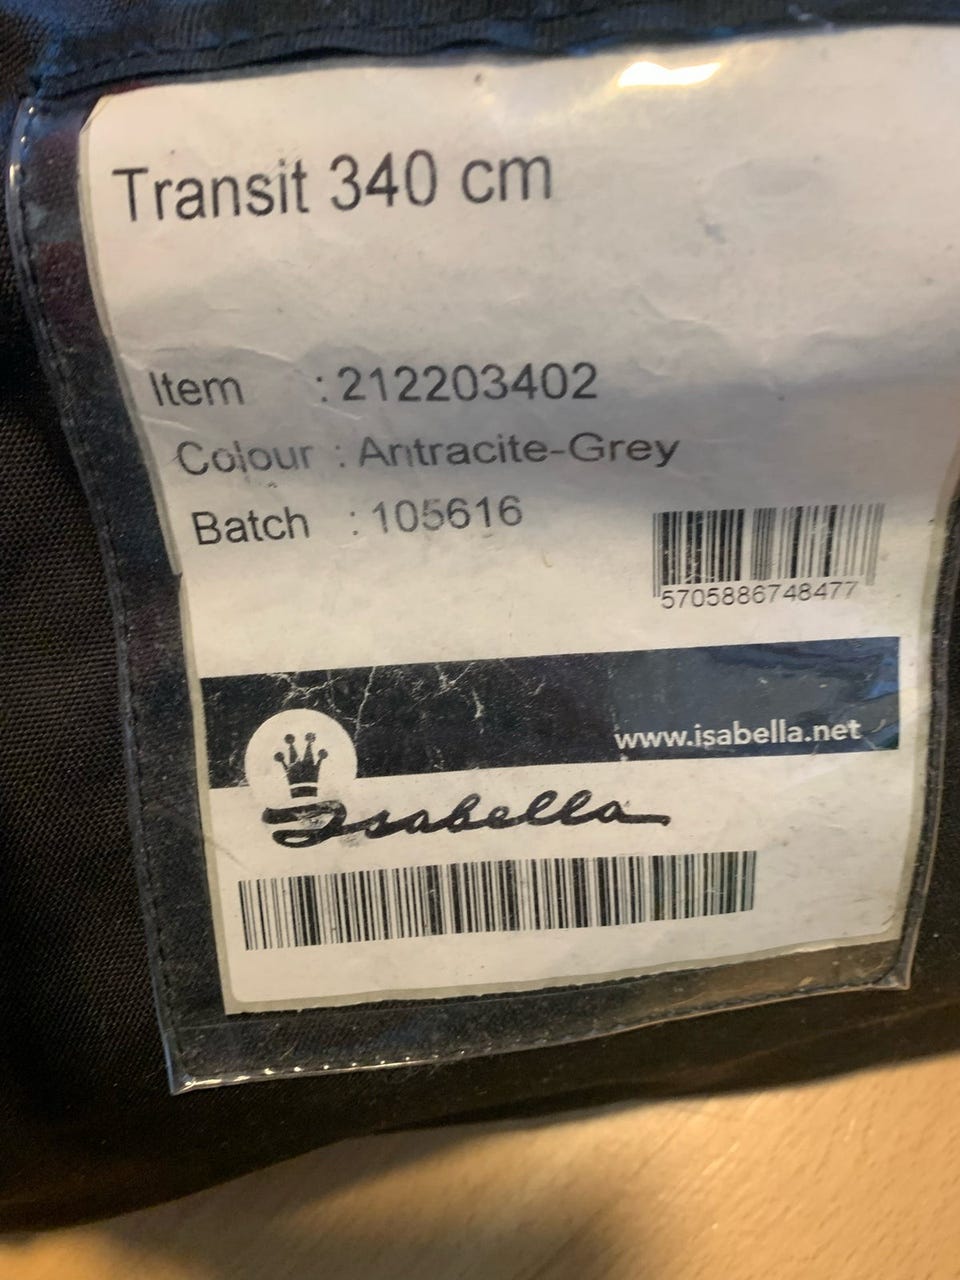 Transit 340 cm
Item : 212203402
Colour : Antracite-Grey
Batch : 105616
5705886748477
www.isabella.net
Isabella